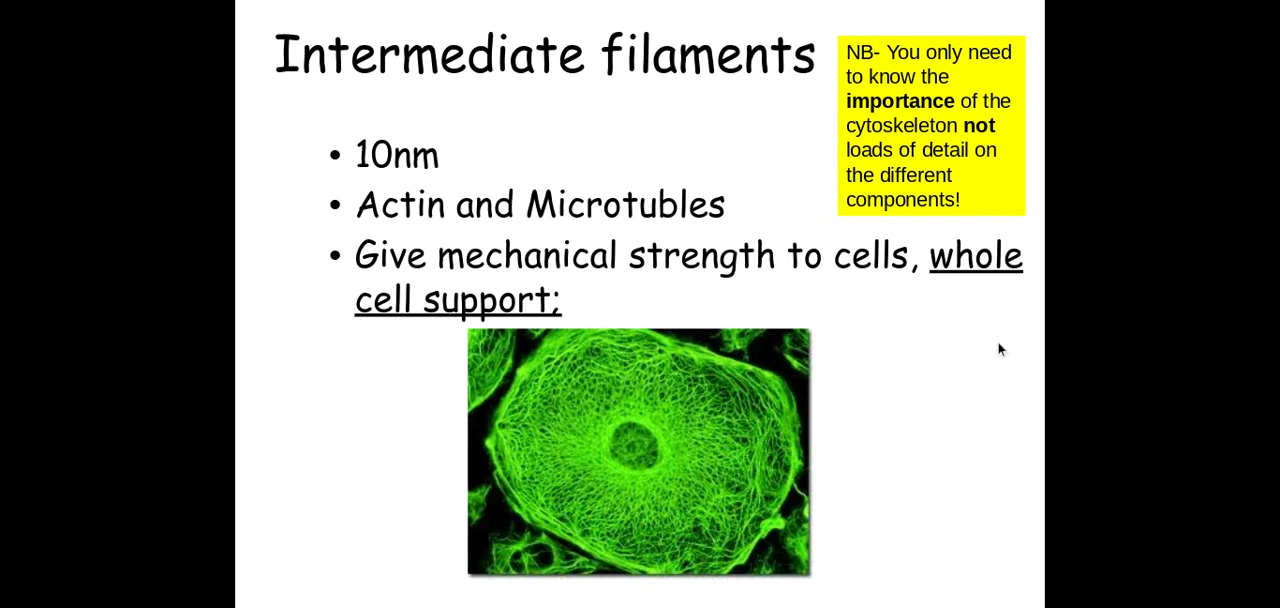 Intermediate filaments
NB- You only need
to know the
importance of the
cytoskeleton not
loads of detail on
the different
components!
• 10nm
• Actin and Microtubles
• Give mechanical strength to cells, whole
cell support;